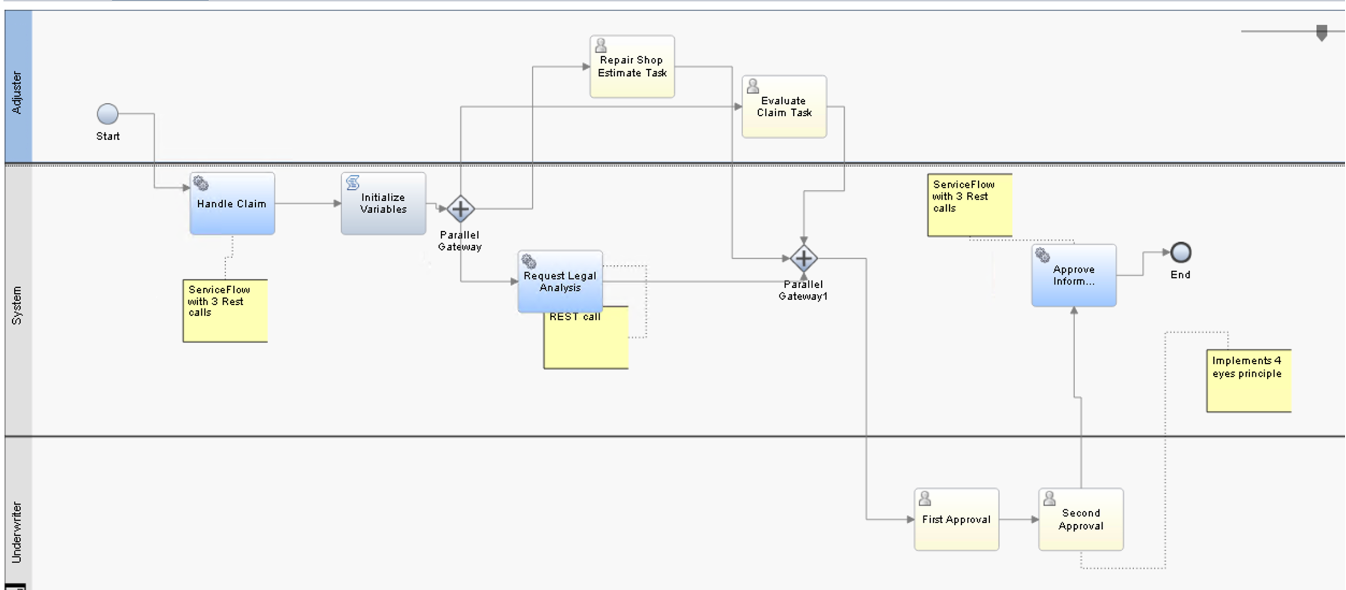 Adjuster
Start
Repair Shop
Estimate Task
Evaluate
Claim Task
System
Handle Claim
Initialize
Variables
Parallel
Gateway
ServiceFlow
with 3 Rest
calls
Request Legal
Analysis
REST call
Parallel
Gateway1
ServiceFlow
with 3 Rest
calls
Approve
Inform...
End
Implements 4
eyes principle
Underwriter
First Approval
Second
Approval